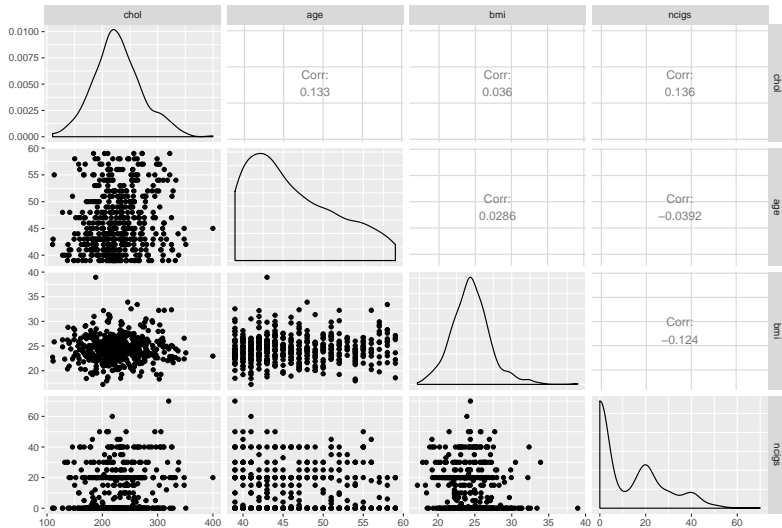 chol age bmi ncigs
0.0100
0.0075
0.0050
0.0025
0.0000
Corr:
0.133
Corr:
0.036
Corr:
0.136
chol
60
55
50
45
40
Corr:
0.0286
Corr:
−0.0392
age
40
35
30
25
20
Corr:
−0.124
bmi
60
40
20
0
ncigs
100 200 300 400 40 45 50 55 60 20 25 30 35 40 0 20 40 60